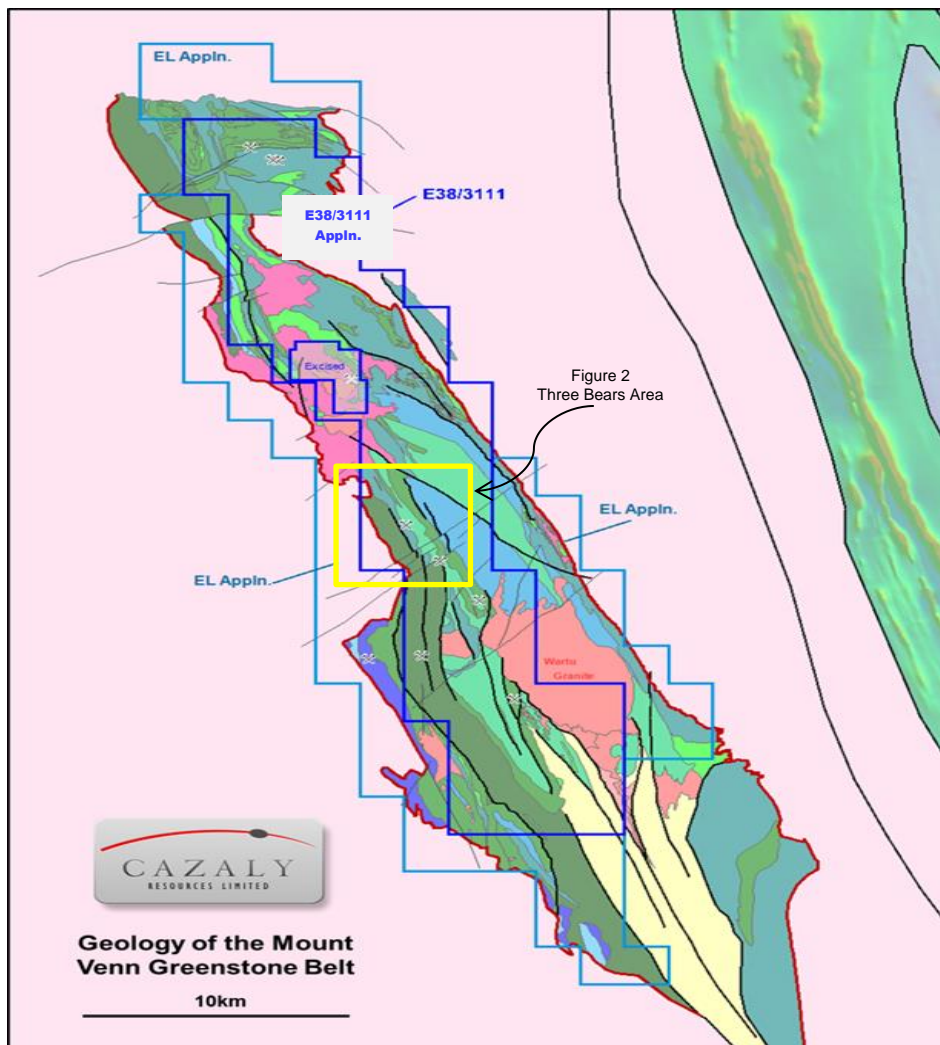 EL Appln.
E38/3111
E38/3111
Appln.
Excised
Figure 2
Three Bears Area
EL Appln.
EL Appln.
Wartu
Granite
CAZALY
RESOURCES LIMITED
Geology of the Mount
Venn Greenstone Belt
10km